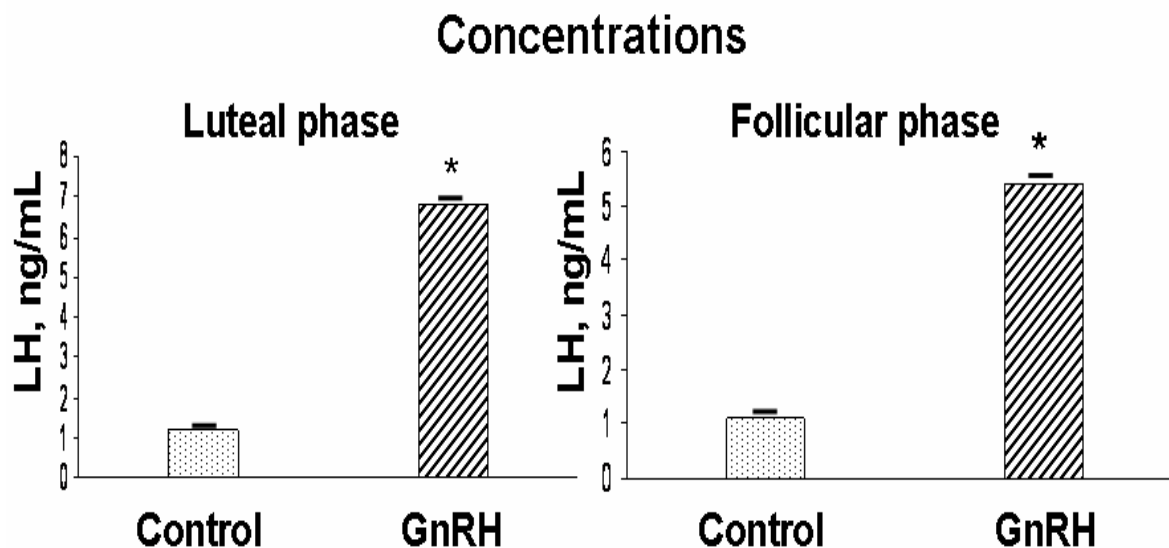 Concentrations
Luteal phase
LH, ng/mL
8
7
6
5
4
3
2
1
0
*
Control GnRH
Follicular phase
LH, ng/mL
6
5
4
3
2
1
0
*
Control GnRH